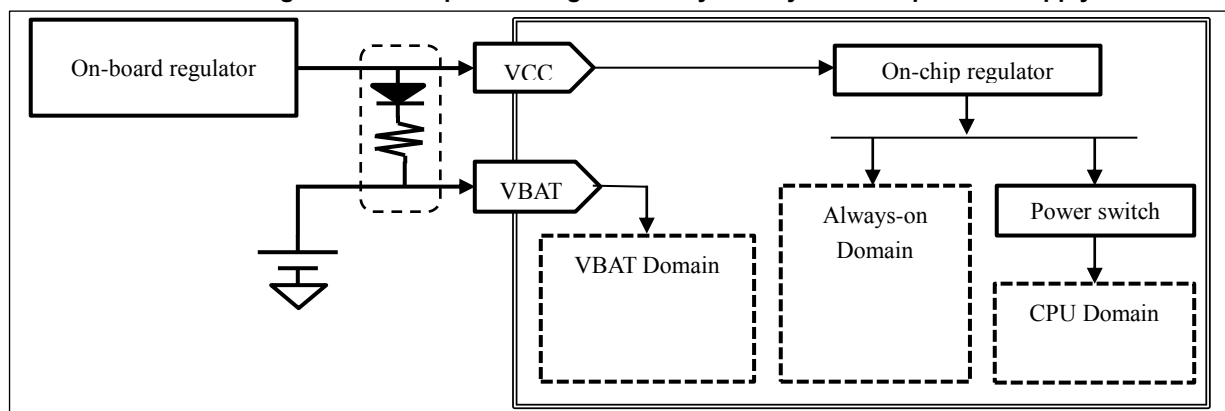 On-board regulator
VCC
On-chip regulator
VBAT
VBAT Domain
Always-on
Domain
Power switch
CPU Domain